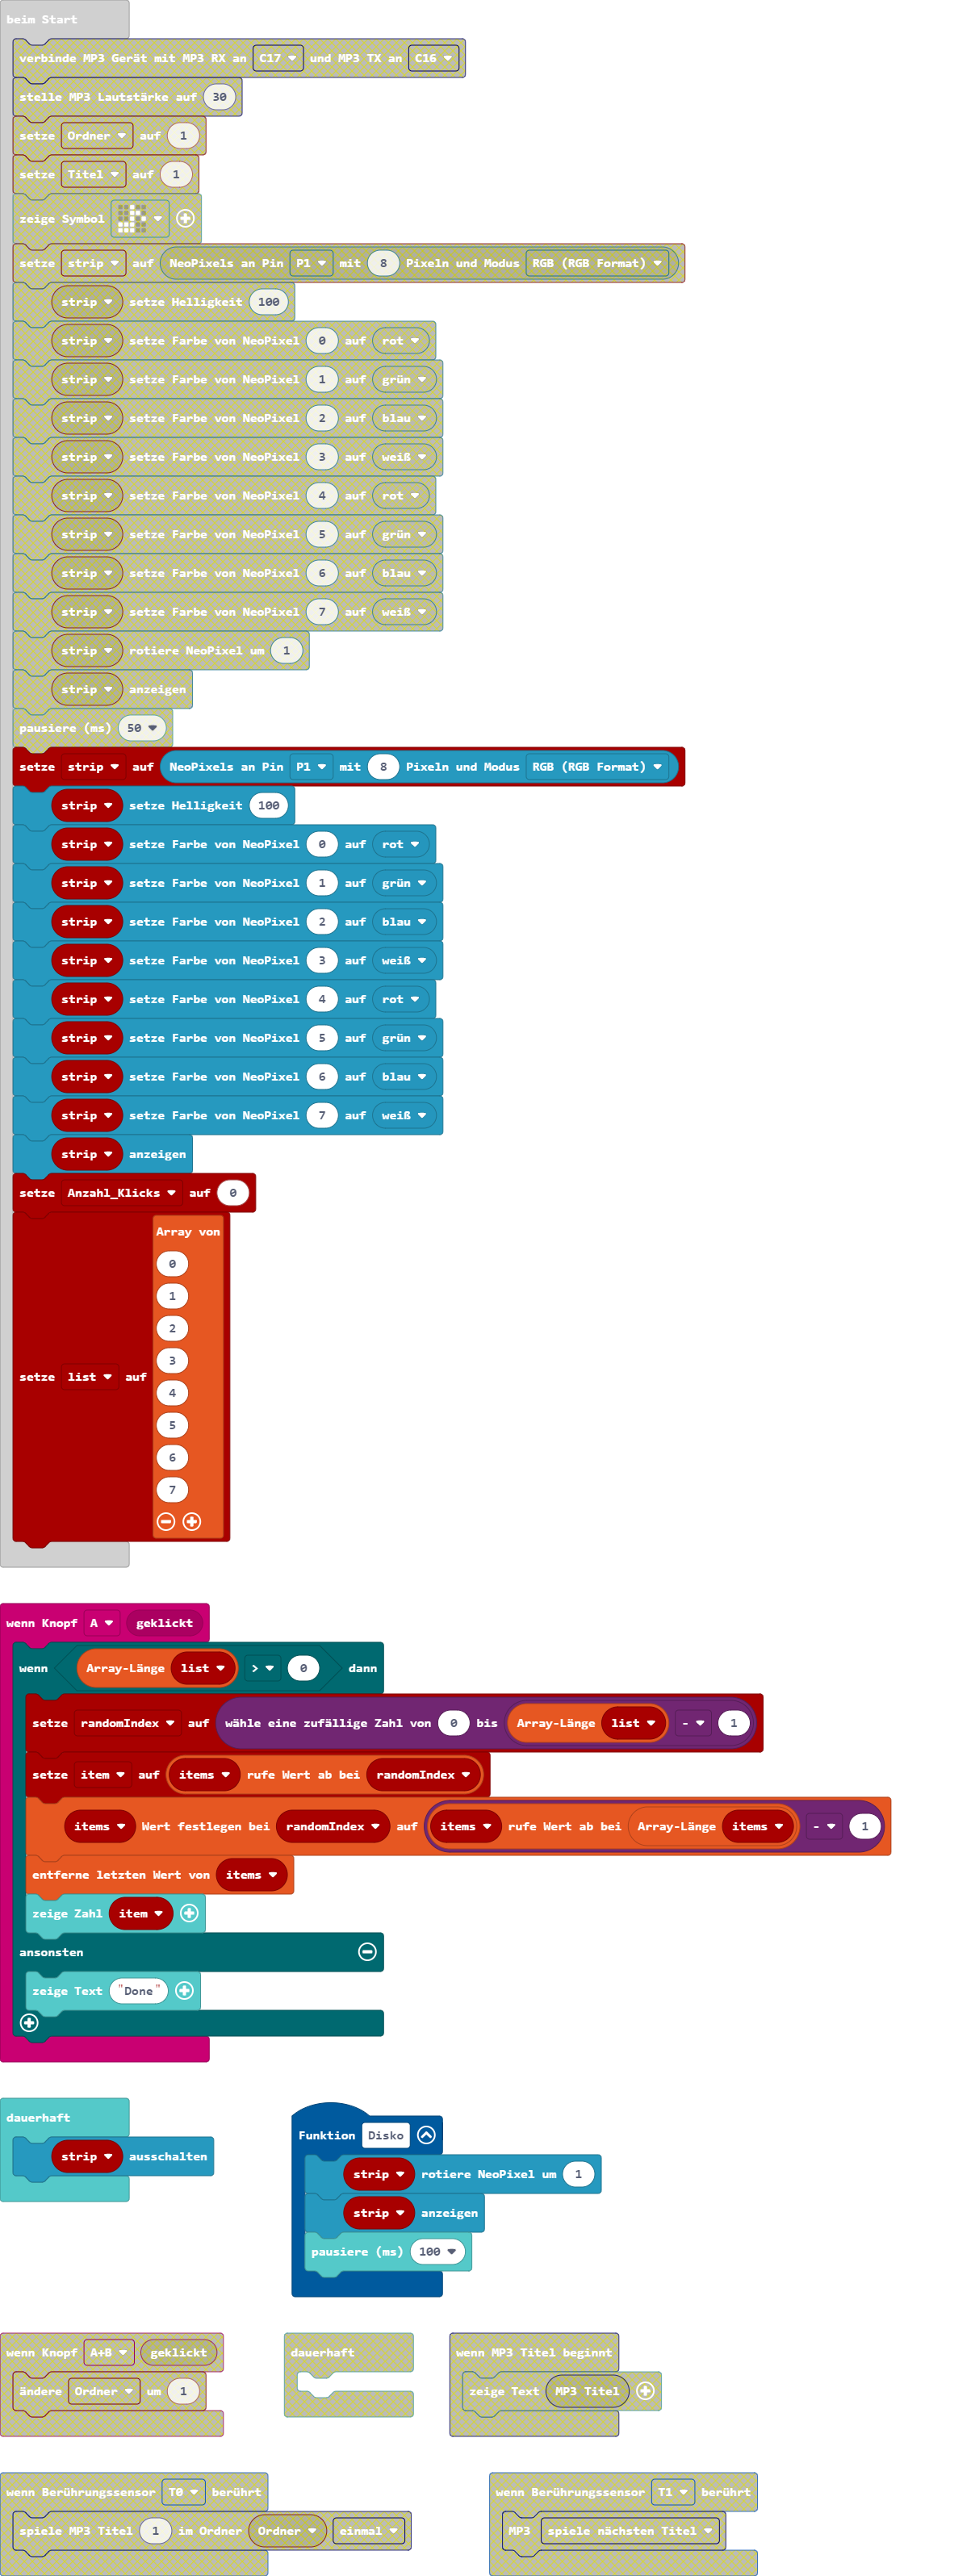 beim Start
verbinde MP3 Gerät mit MP3 RX an C17 und MP3 TX an C16
stelle MP3 Lautstärke auf 30
setze Ordner auf 1
setze Titel auf 1
zeige Symbol
setze strip auf NeoPixels an Pin P1 mit 8 Pixeln und Modus RGB (RGB Format)
strip setze Helligkeit 100
strip setze Farbe von NeoPixel 0 auf rot
strip setze Farbe von NeoPixel 1 auf grün
strip setze Farbe von NeoPixel 2 auf blau
strip setze Farbe von NeoPixel 3 auf weiß
strip setze Farbe von NeoPixel 4 auf rot
strip setze Farbe von NeoPixel 5 auf grün
strip setze Farbe von NeoPixel 6 auf blau
strip setze Farbe von NeoPixel 7 auf weiß
strip rotiere NeoPixel um 1
strip anzeigen
pausiere (ms) 50
setze strip auf NeoPixels an Pin P1 mit 8 Pixeln und Modus RGB (RGB Format)
strip setze Helligkeit 100
strip setze Farbe von NeoPixel 0 auf rot
strip setze Farbe von NeoPixel 1 auf grün
strip setze Farbe von NeoPixel 2 auf blau
strip setze Farbe von NeoPixel 3 auf weiß
strip setze Farbe von NeoPixel 4 auf rot
strip setze Farbe von NeoPixel 5 auf grün
strip setze Farbe von NeoPixel 6 auf blau
strip setze Farbe von NeoPixel 7 auf weiß
strip anzeigen
setze Anzahl_Klicks auf 0
setze list auf Array von
0
1
2
3
4
5
6
7
wenn Knopf A geklickt
wenn Array-Länge list > 0 dann
setze randomIndex auf wähle eine zufällige Zahl von 0 bis Array-Länge list - 1
setze item auf items rufe Wert ab bei randomIndex
items Wert festlegen bei randomIndex auf items rufe Wert ab bei Array-Länge items - 1
entferne letzten Wert von items
zeige Zahl item
ansonsten
zeige Text "Done"
dauerhaft
strip ausschalten
Funktion Disko
strip rotiere NeoPixel um 1
strip anzeigen
pausiere (ms) 100
wenn Knopf A+B geklickt
ändere Ordner um 1
dauerhaft
wenn MP3 Titel beginnt
zeige Text MP3 Titel
wenn Berührungssensor T0 berührt
spiele MP3 Titel 1 im Ordner Ordner einmal
wenn Berührungssensor T1 berührt
MP3 spiele nächsten Titel